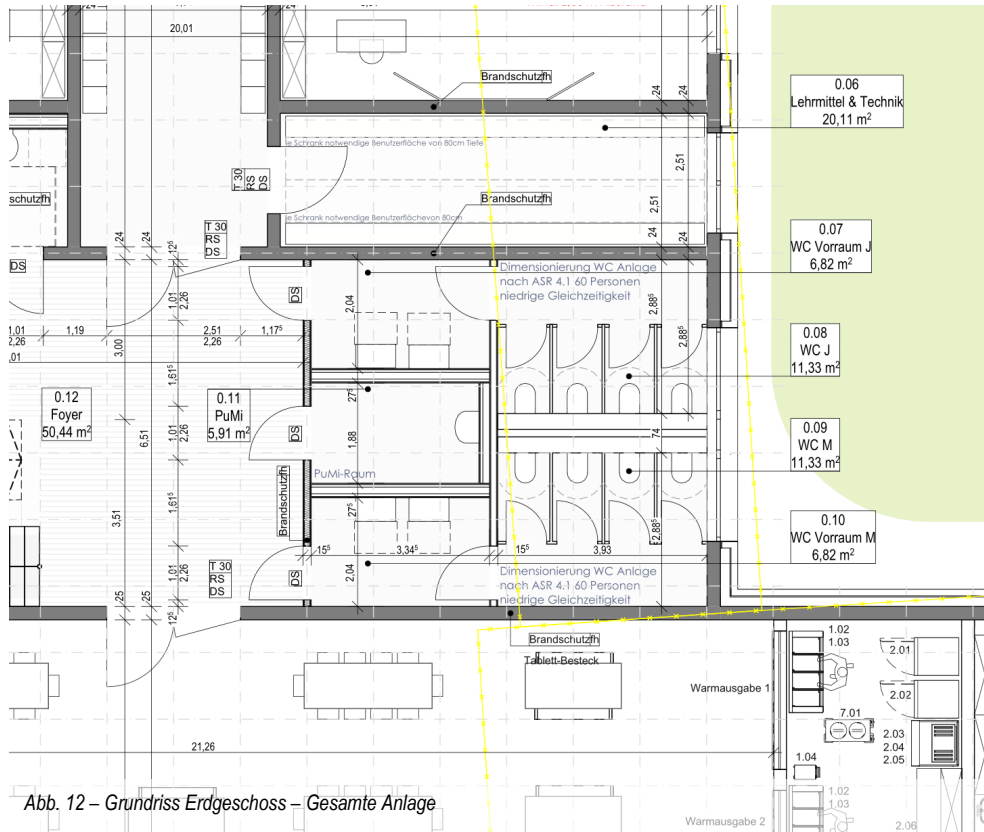 24
24
20,01
24
24
Brandschutzfh
0.06
Lehrmittel & Technik
20,11 m²
e Schrank notwendige Benutzerfläche von 80cm Tiefe
2,51
2,51
T 30
RS
DS
schutzfh
Brandschutzfh
e Schrank notwendige Benutzerfläche von 80cm
24
24
12⁵
T 30
RS
DS
24
24
0.07
WC Vorraum J
6,82 m²
DS
DS
Dimensionierung WC Anlage
nach ASR 4.1 60 Personen
niedrige Gleichzeitigkeit
1,01
2,26
2,04
2,88⁵
2,88⁵
1,01
2,26
1,19
2,51
2,26
1,17⁵
,01
3,00
0.08
WC J
11,33 m²
1,61⁵
27⁵
0.12
Foyer
50,44 m²
0.11
PuMi
5,91 m²
6,51
1,01
2,26
DS
1,88
74
0.09
WC M
11,33 m²
PuMi-Raum
Brandschutzfh
3,51
1,61⁵
27⁵
2,88⁵
0.10
WC Vorraum M
6,82 m²
15⁵
3,34⁵
15⁵
3,93
T 30
RS
DS
DS
1,01
2,26
2,04
Dimensionierung WC Anlage
nach ASR 4.1 60 Personen
niedrige Gleichzeitigkeit
25
25
12⁵
Brandschutzfh
Tablett-Besteck
1.02
1.03
2.01
Warmausgabe 1
2.02
7.01
2.03
2.04
2.05
21,26
1.04
1.02
1.03
Abb. 12 – Grundriss Erdgeschoss – Gesamte Anlage
Warmausgabe 2
2.06